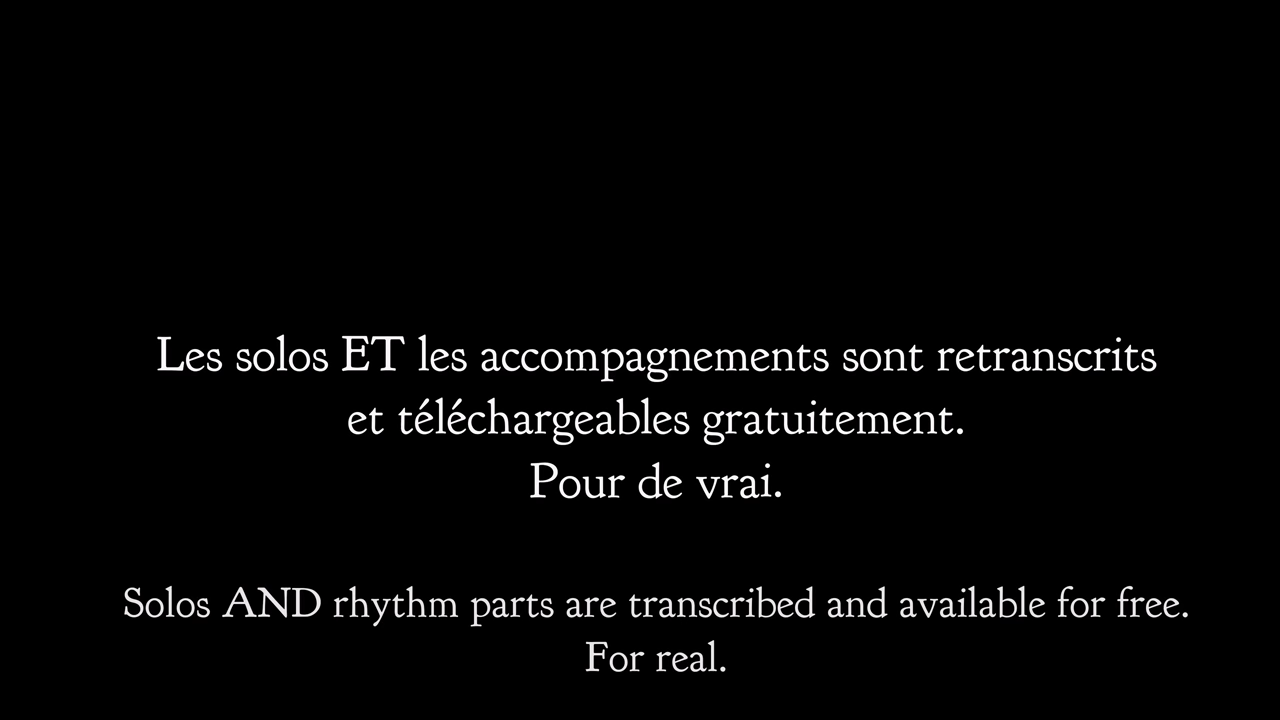 Les solos ET les accompagnements sont retranscrits
et téléchargeables gratuitement.
Pour de vrai.
Solos AND rhythm parts are transcribed and available for free.
For real.